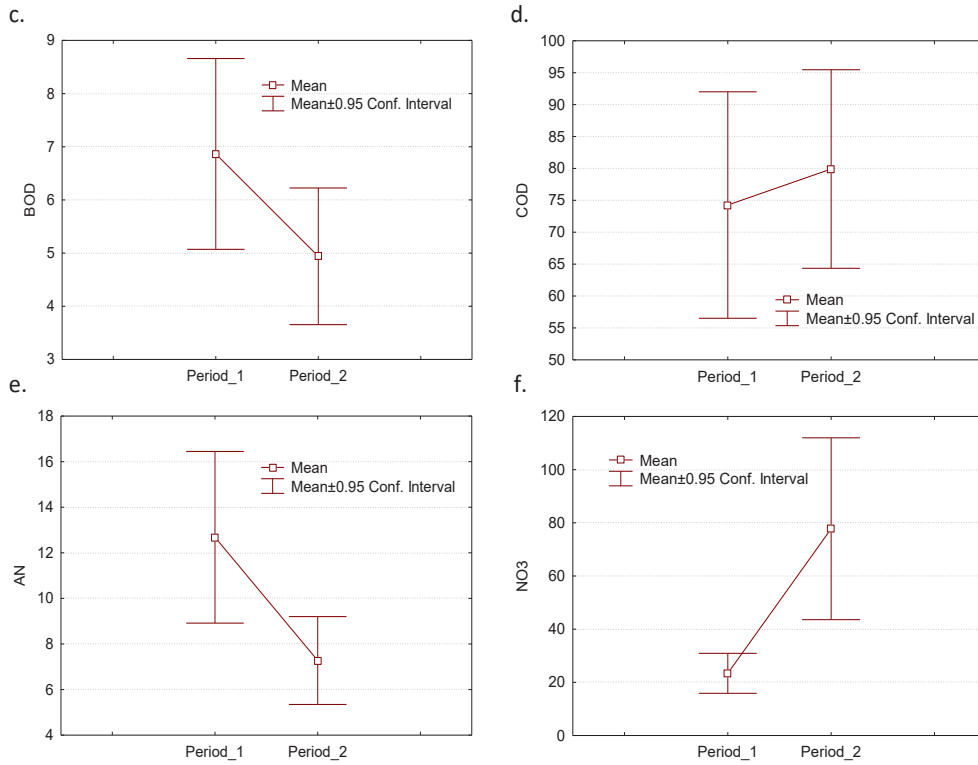 c.
9
8
7
6
5
4
3
BOD
Mean
Mean±0.95 Conf. Interval
Period_1 Period_2
d.
100
95
90
85
80
75
70
65
60
55
50
COD
Mean
Mean±0.95 Conf. Interval
Period_1 Period_2
e.
18
16
14
12
10
8
6
4
AN
Mean
Mean±0.95 Conf. Interval
Period_1 Period_2
f.
120
100
80
60
40
20
0
NO3
Mean
Mean±0.95 Conf. Interval
Period_1 Period_2